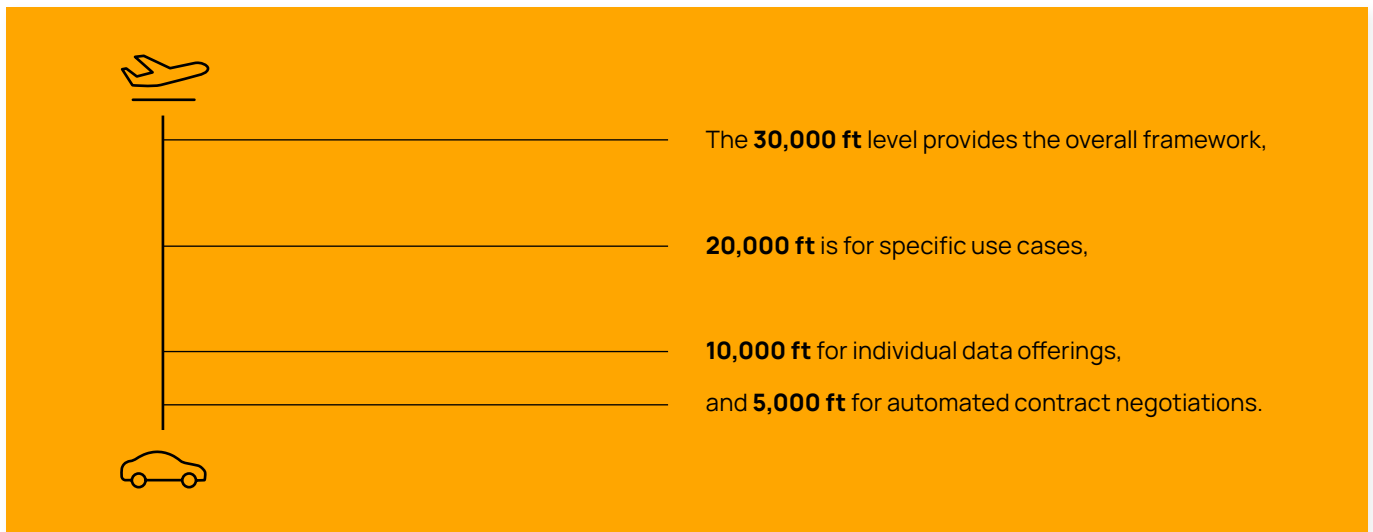 The 30,000 ft level provides the overall framework,
20,000 ft is for specific use cases,
10,000 ft for individual data offerings,
and 5,000 ft for automated contract negotiations.